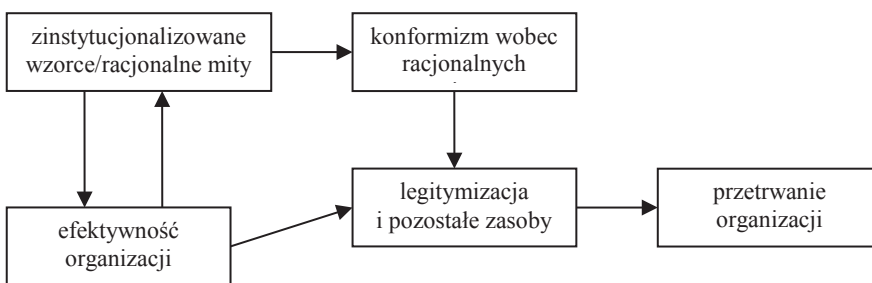 zinstytucjonalizowane
wzorce/racjonalne mity
konformizm wobec
racjonalnych
legitymizacja
i pozostałe zasoby
przetrwanie
organizacji
efektywność
organizacji